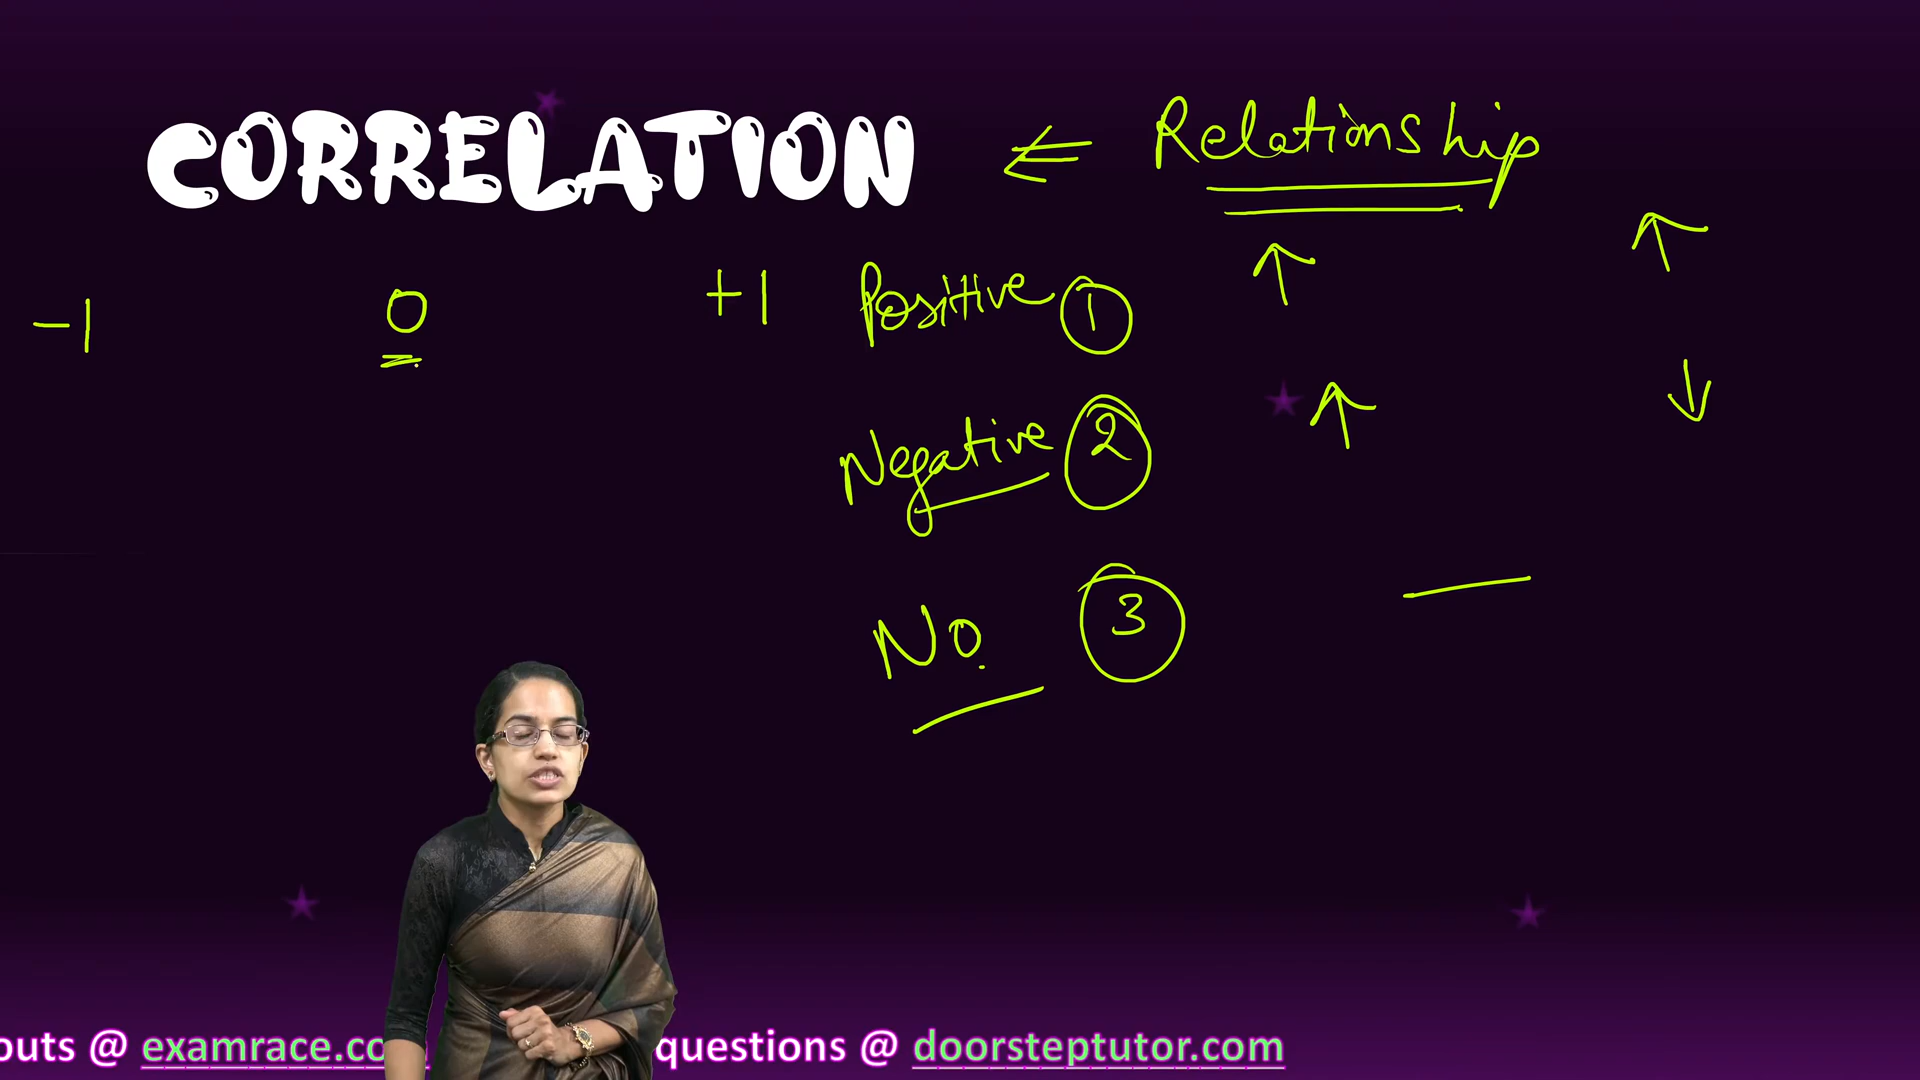 CORRELATION ⇐ Relationship
-1 0 +1 Positive 1 ↑ ↑
Negative 2 ↑ ↓
No. 3 —
outs @ examrace.co questions @ doorsteptutor.com